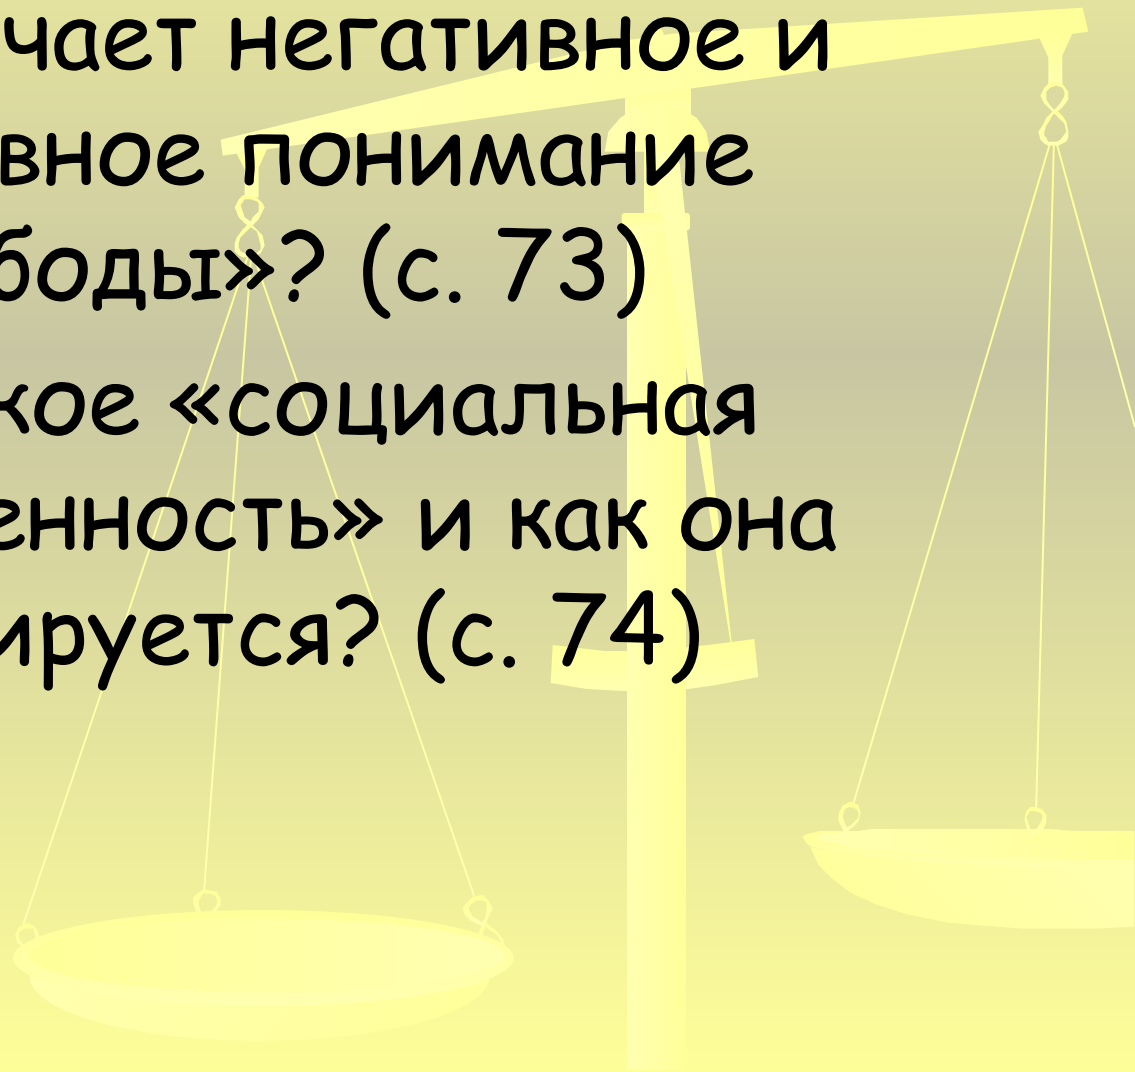 чает негативное и
вное понимание
боды»? (с. 73)
кое «социальная
енность» и как она
ируется? (с. 74)